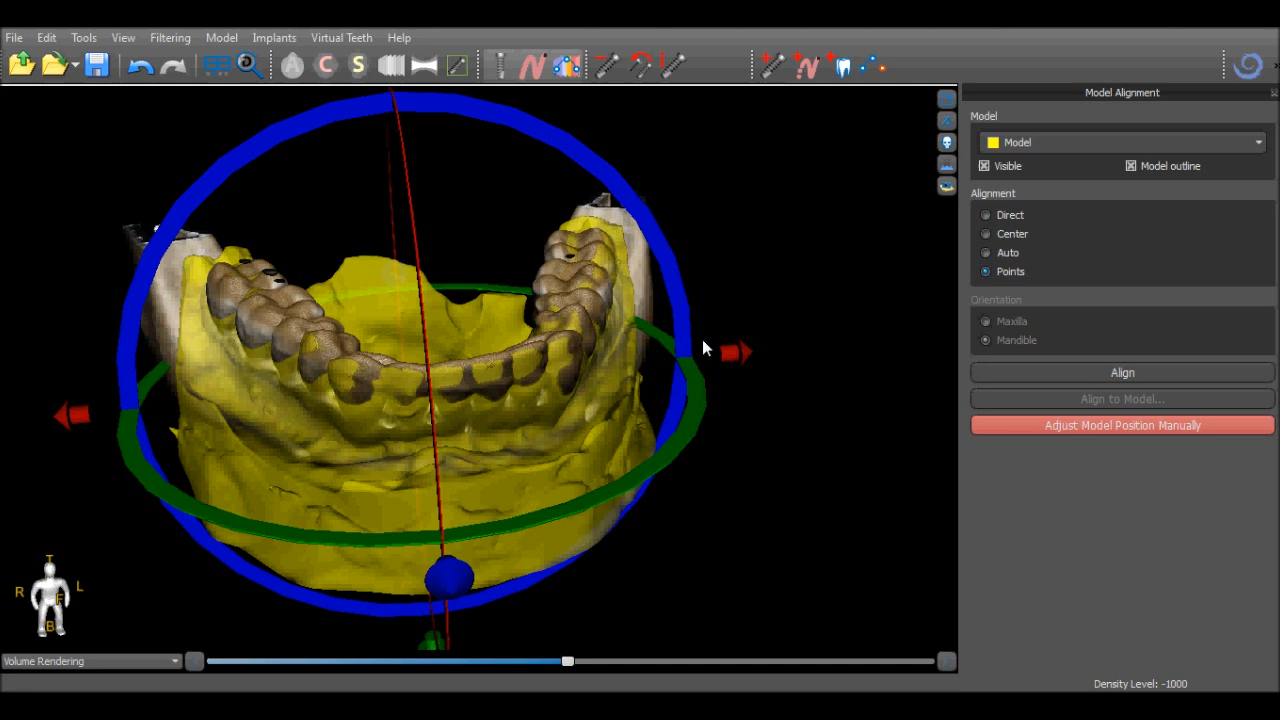 File Edit Tools View Filtering Model Implants Virtual Teeth Help
A C S
Model Alignment
Model
Model
Visible Model outline
Alignment
Direct
Center
Auto
Points
Orientation
Maxilla
Mandible
Align
Align to Model...
Adjust Model Position Manually
T
R L
F
B
Volume Rendering
Density Level: -1000